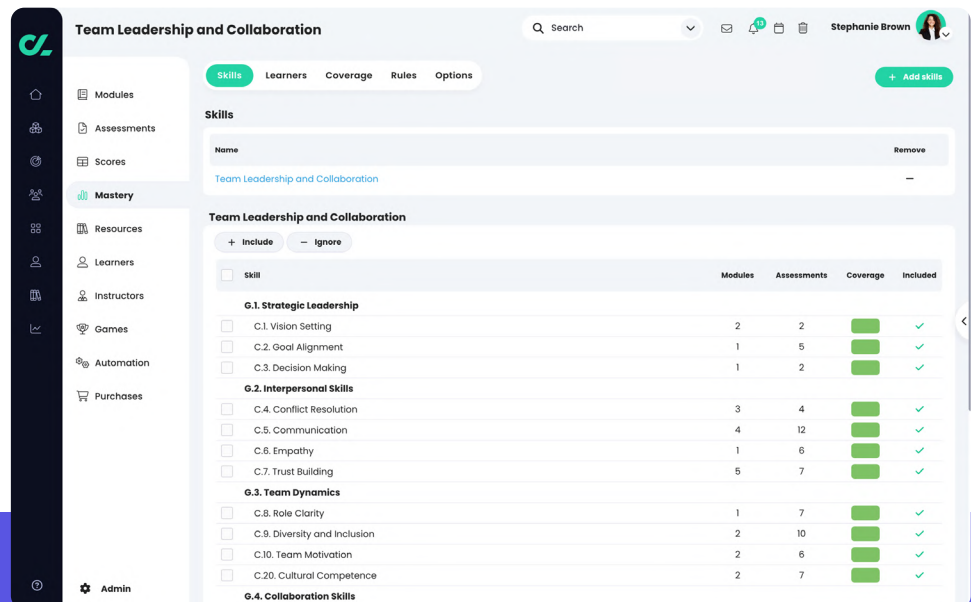 Team Leadership and Collaboration
Search
13
Stephanie Brown
Modules
Assessments
Scores
Mastery
Resources
Learners
Instructors
Games
Automation
Purchases
Admin
Skills Learners Coverage Rules Options
+ Add skills
Skills
Name Remove
Team Leadership and Collaboration
Team Leadership and Collaboration
+ Include − Ignore
Skill Modules Assessments Coverage Included
G.1. Strategic Leadership
C.1. Vision Setting 2 2
C.2. Goal Alignment 1 5
C.3. Decision Making 1 2
G.2. Interpersonal Skills
C.4. Conflict Resolution 3 4
C.5. Communication 4 12
C.6. Empathy 1 6
C.7. Trust Building 5 7
G.3. Team Dynamics
C.8. Role Clarity 1 7
C.9. Diversity and Inclusion 2 10
C.10. Team Motivation 2 6
C.20. Cultural Competence 2 7
G.4. Collaboration Skills